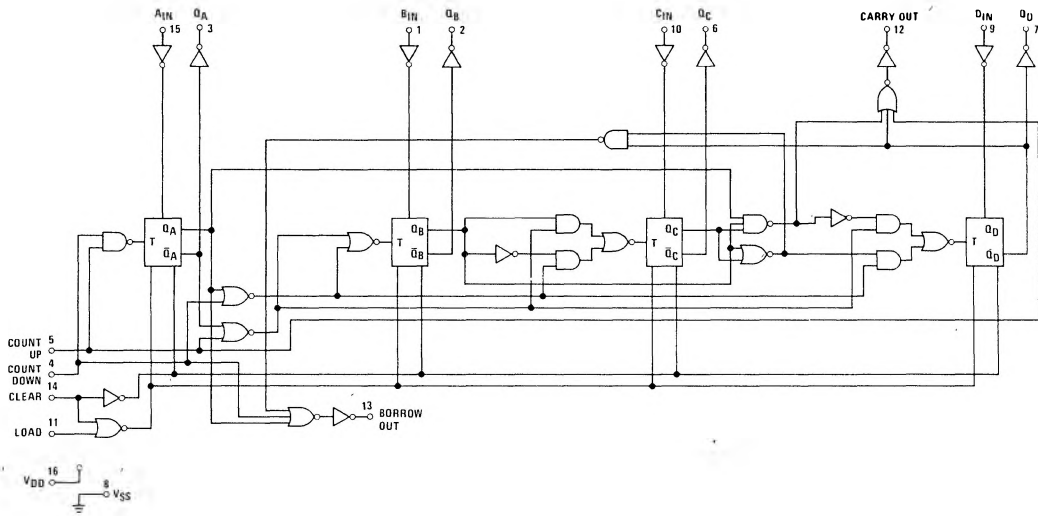 AIN QA BIN QB CIN QC CARRY OUT DIN QD
15 3 1 2 10 6 12 9 7
T QA Q̄A
T QB Q̄B
T QC Q̄C
T QD Q̄D
COUNT UP 5
COUNT DOWN 4
CLEAR 14
LOAD 11
13 BORROW OUT
VDD 16
8 VSS